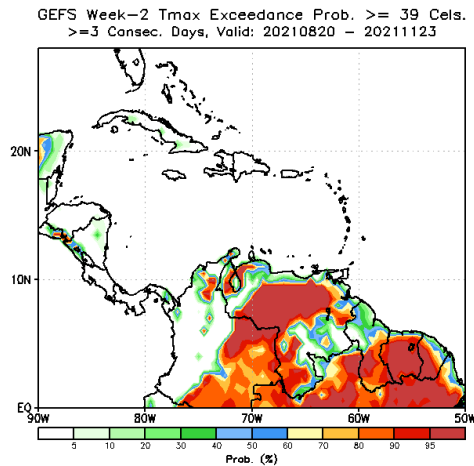 GEFS Week-2 Tmax Exceedance Prob. >= 39 Cels.
>=3 Consec. Days, Valid: 20210820 - 20211123
20N
10N
EQ
90W 80W 70W 60W 50W
5 10 20 30 40 50 60 70 80 90 95
Prob. (%)